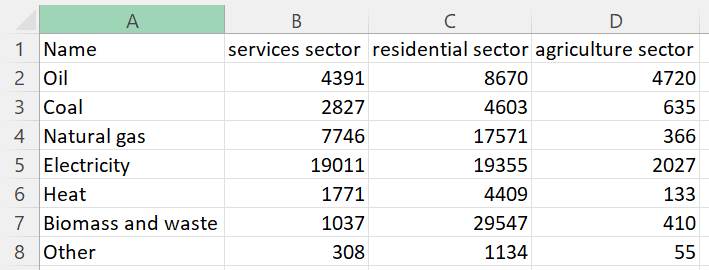 A B C D
1 Name services sector residential sector agriculture sector
2 Oil 4391 8670 4720
3 Coal 2827 4603 635
4 Natural gas 7746 17571 366
5 Electricity 19011 19355 2027
6 Heat 1771 4409 133
7 Biomass and waste 1037 29547 410
8 Other 308 1134 55